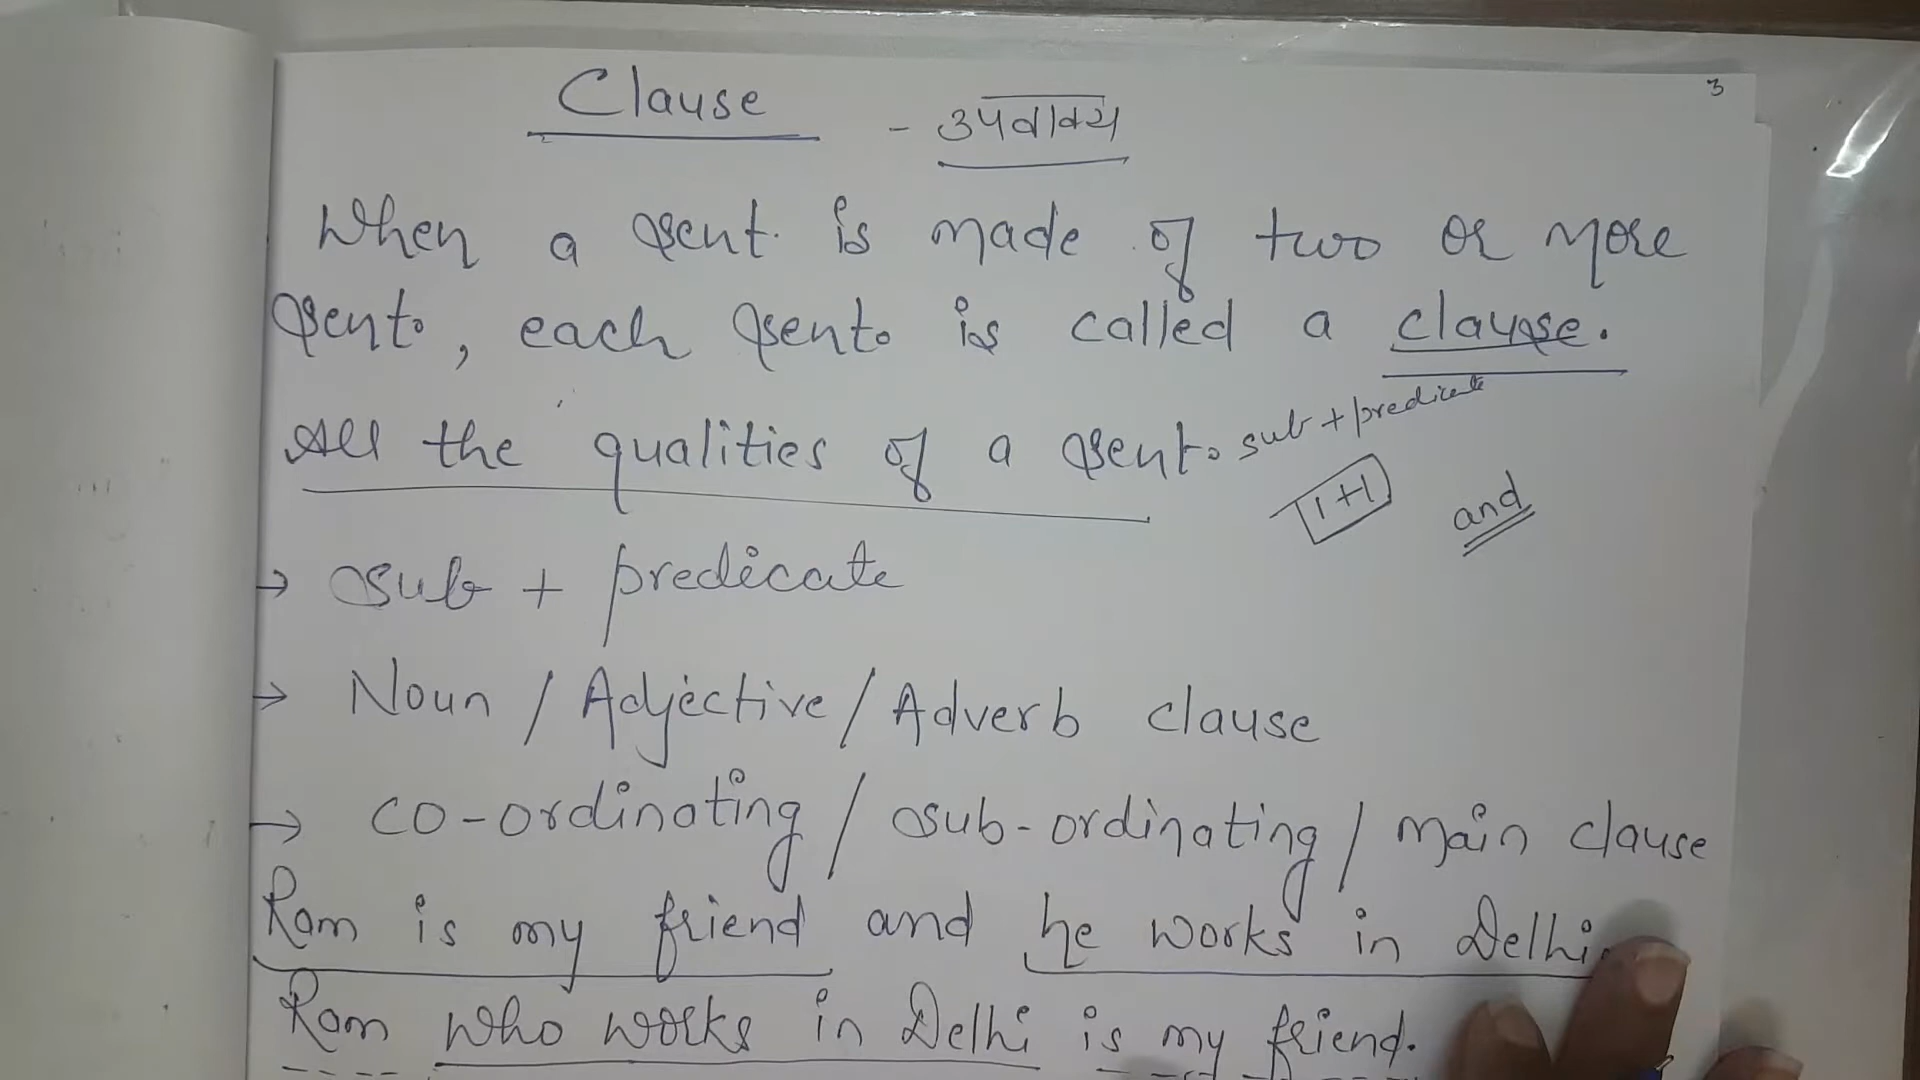 3
Clause - उपवाक्य
When a sent. is made of two or more
sent., each sent. is called a clause.
All the qualities of a sent. sub + predicate
1+1 and
→ sub + predicate
→ Noun / Adjective / Adverb clause
→ co-ordinating / sub-ordinating / main clause
Ram is my friend and he works in Delhi.
Ram who works in Delhi is my friend.